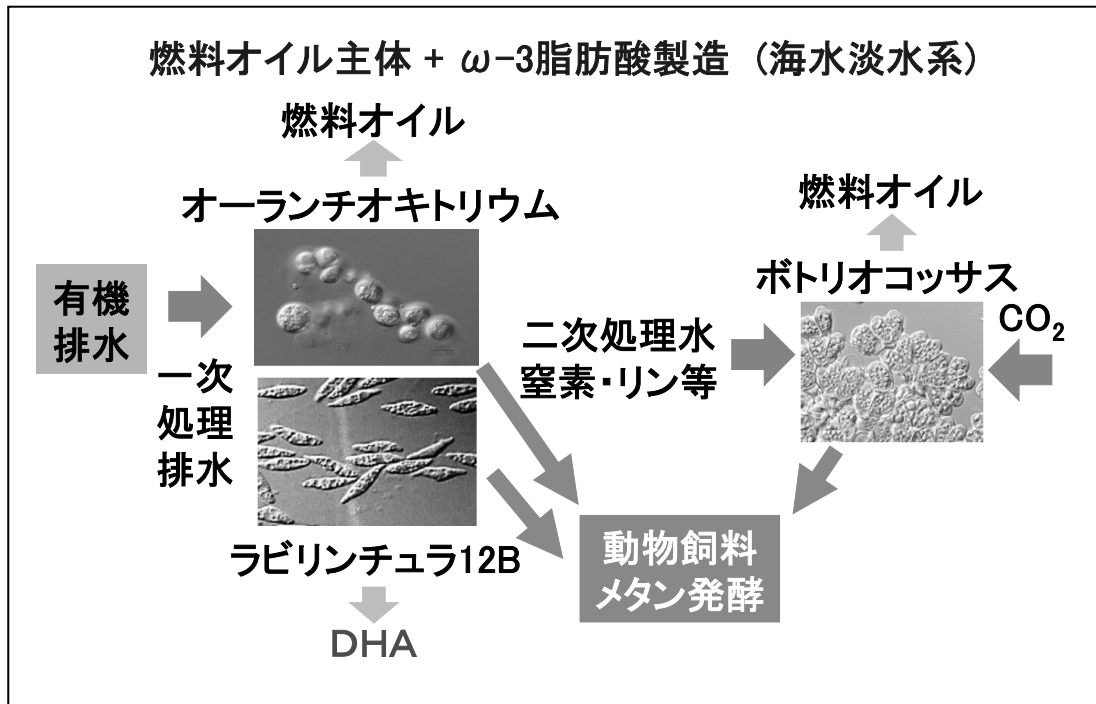 燃料オイル主体 + ω-3脂肪酸製造 (海水淡水系)
燃料オイル
オーランチオキトリウム
有機
排水
一次
処理
排水
ラビリンチュラ12B
DHA
二次処理水
窒素・リン等
燃料オイル
ボトリオコッサス
CO₂
動物飼料
メタン発酵